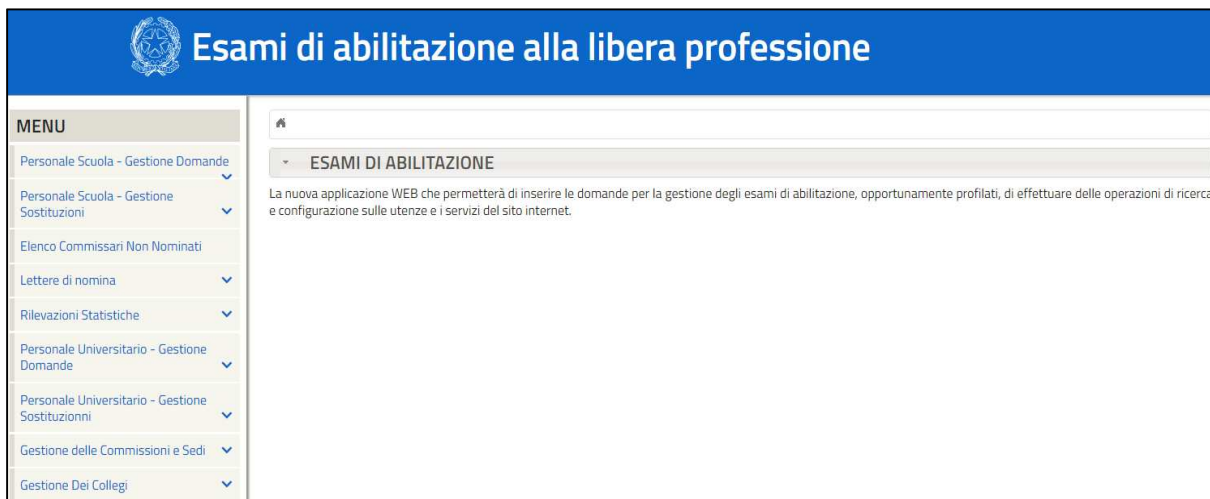 Esami di abilitazione alla libera professione
MENU
Personale Scuola - Gestione Domande
Personale Scuola - Gestione
Sostituzioni
Elenco Commissari Non Nominati
Lettere di nomina
Rilevazioni Statistiche
Personale Universitario - Gestione
Domande
Personale Universitario - Gestione
Sostituzionni
Gestione delle Commissioni e Sedi
Gestione Dei Collegi
ESAMI DI ABILITAZIONE
La nuova applicazione WEB che permetterà di inserire le domande per la gestione degli esami di abilitazione, opportunamente profilati, di effettuare delle operazioni di ricerca
e configurazione sulle utenze e i servizi del sito internet.